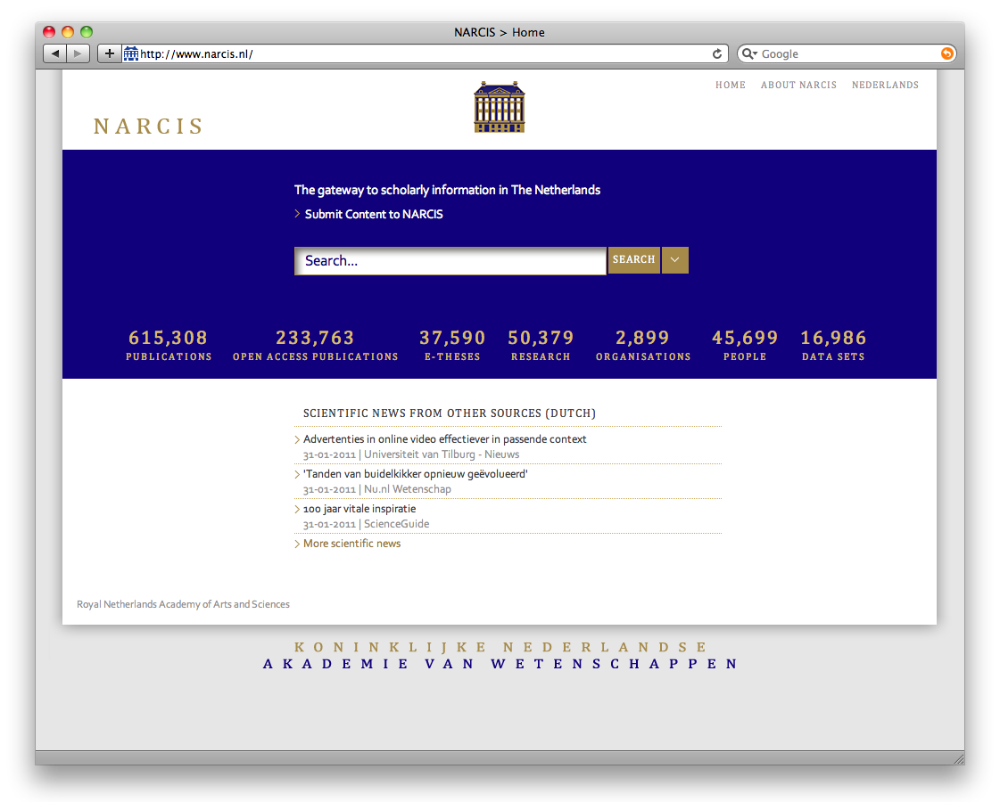 NARCIS > Home
http://www.narcis.nl/
Google
HOME ABOUT NARCIS NEDERLANDS
NARCIS
The gateway to scholarly information in The Netherlands
Submit Content to NARCIS
Search...
SEARCH
615,308 233,763 37,590 50,379 2,899 45,699 16,986
PUBLICATIONS OPEN ACCESS PUBLICATIONS E-THESES RESEARCH ORGANISATIONS PEOPLE DATA SETS
SCIENTIFIC NEWS FROM OTHER SOURCES (DUTCH)
Advertenties in online video effectiever in passende context
31-01-2011 | Universiteit van Tilburg - Nieuws
'Tanden van buidelkikker opnieuw geëvolueerd'
31-01-2011 | Nu.nl Wetenschap
100 jaar vitale inspiratie
31-01-2011 | ScienceGuide
More scientific news
Royal Netherlands Academy of Arts and Sciences
KONINKLIJKE NEDERLANDSE
AKADEMIE VAN WETENSCHAPPEN